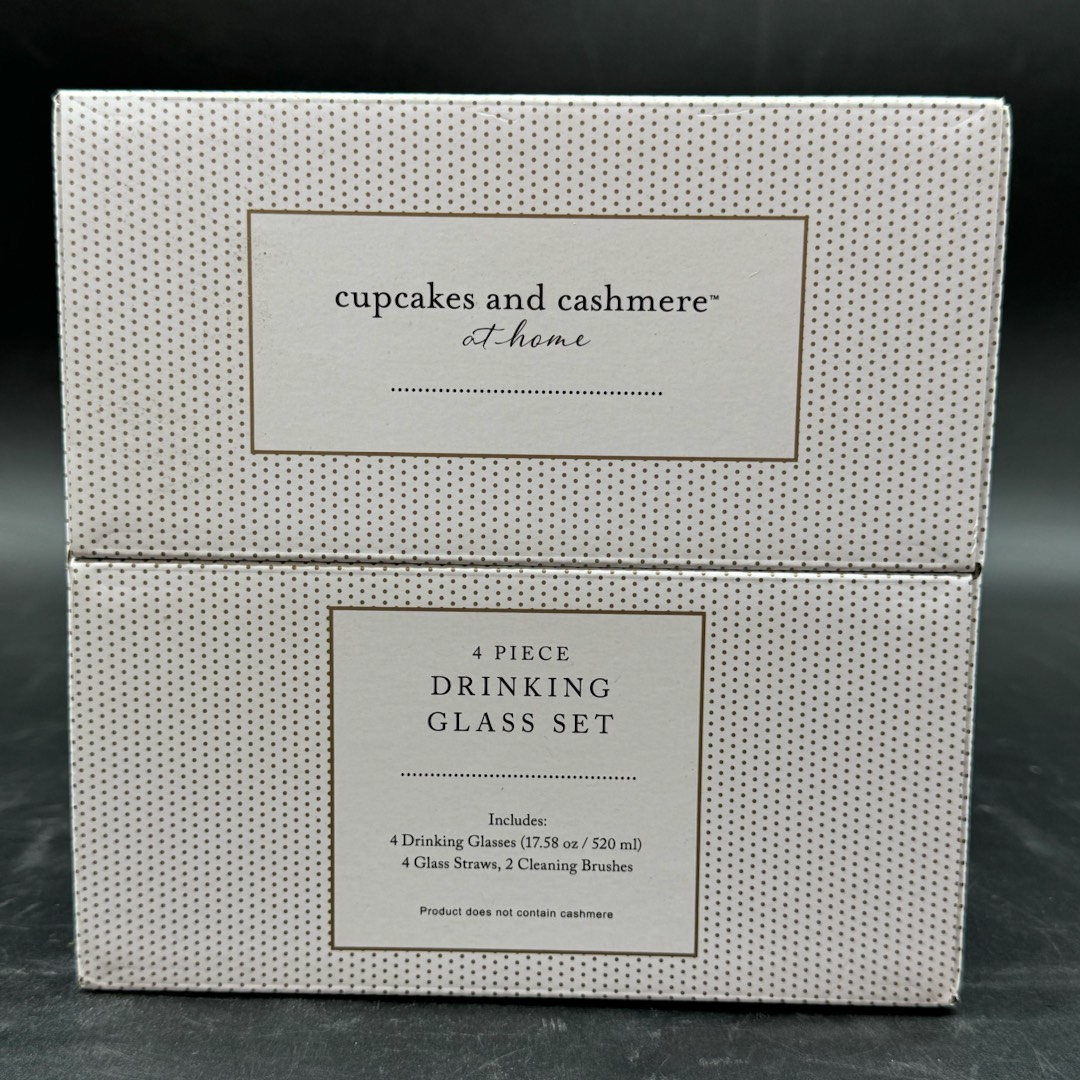 cupcakes and cashmere™
at home
4 PIECE
DRINKING
GLASS SET
Includes:
4 Drinking Glasses (17.58 oz / 520 ml)
4 Glass Straws, 2 Cleaning Brushes
Product does not contain cashmere